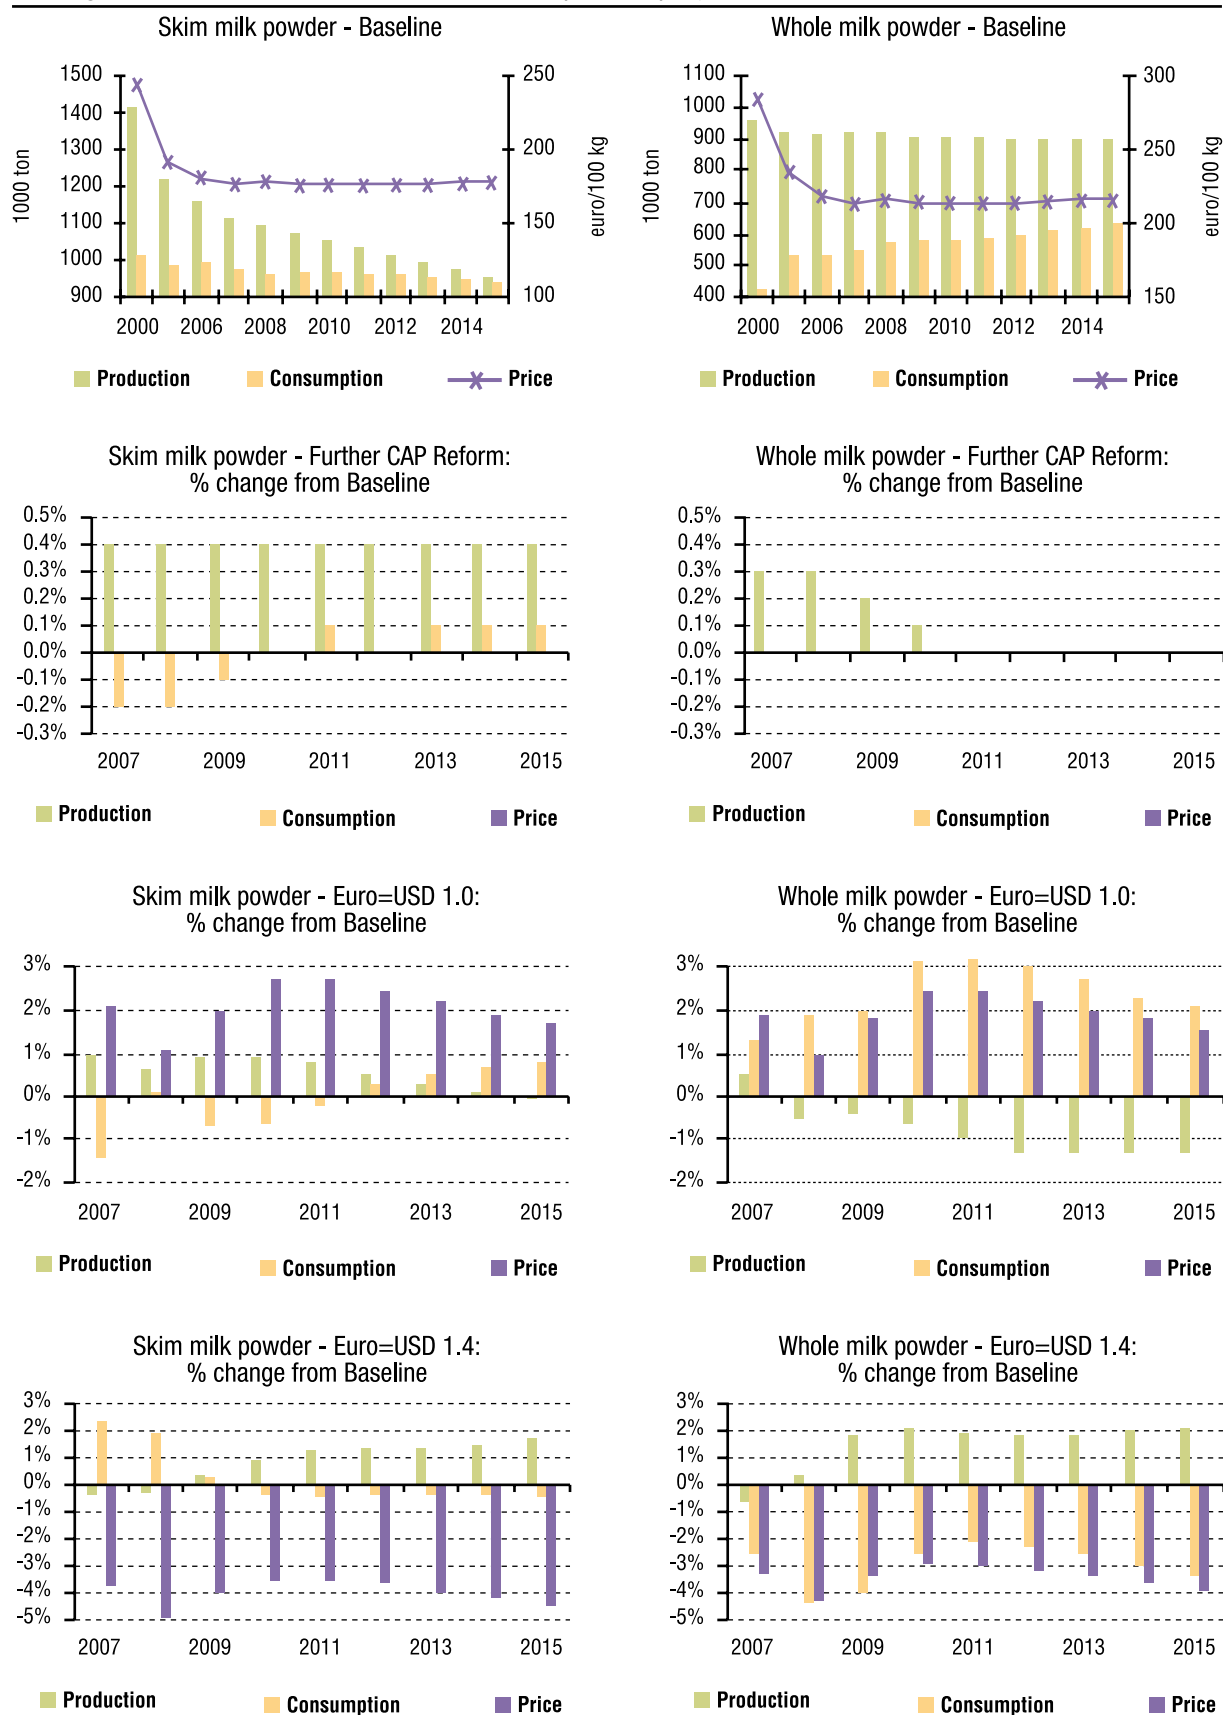 Skim milk powder - Baseline
1000 ton
1500
1400
1300
1200
1100
1000
900
250
200
150
100
euro/100 kg
2000 2006 2008 2010 2012 2014
Production Consumption Price
Whole milk powder - Baseline
1000 ton
1100
1000
900
800
700
600
500
400
300
250
200
150
euro/100 kg
2000 2006 2008 2010 2012 2014
Production Consumption Price
Skim milk powder - Further CAP Reform:
% change from Baseline
0.5%
0.4%
0.3%
0.2%
0.1%
0.0%
-0.1%
-0.2%
-0.3%
2007 2009 2011 2013 2015
Production Consumption Price
Whole milk powder - Further CAP Reform:
% change from Baseline
0.5%
0.4%
0.3%
0.2%
0.1%
0.0%
-0.1%
-0.2%
-0.3%
2007 2009 2011 2013 2015
Production Consumption Price
Skim milk powder - Euro=USD 1.0:
% change from Baseline
3%
2%
1%
0%
-1%
-2%
2007 2009 2011 2013 2015
Production Consumption Price
Whole milk powder - Euro=USD 1.0:
% change from Baseline
3%
2%
1%
0%
-1%
-2%
2007 2009 2011 2013 2015
Production Consumption Price
Skim milk powder - Euro=USD 1.4:
% change from Baseline
3%
2%
1%
0%
-1%
-2%
-3%
-4%
-5%
2007 2009 2011 2013 2015
Production Consumption Price
Whole milk powder - Euro=USD 1.4:
% change from Baseline
3%
2%
1%
0%
-1%
-2%
-3%
-4%
-5%
2007 2009 2011 2013 2015
Production Consumption Price